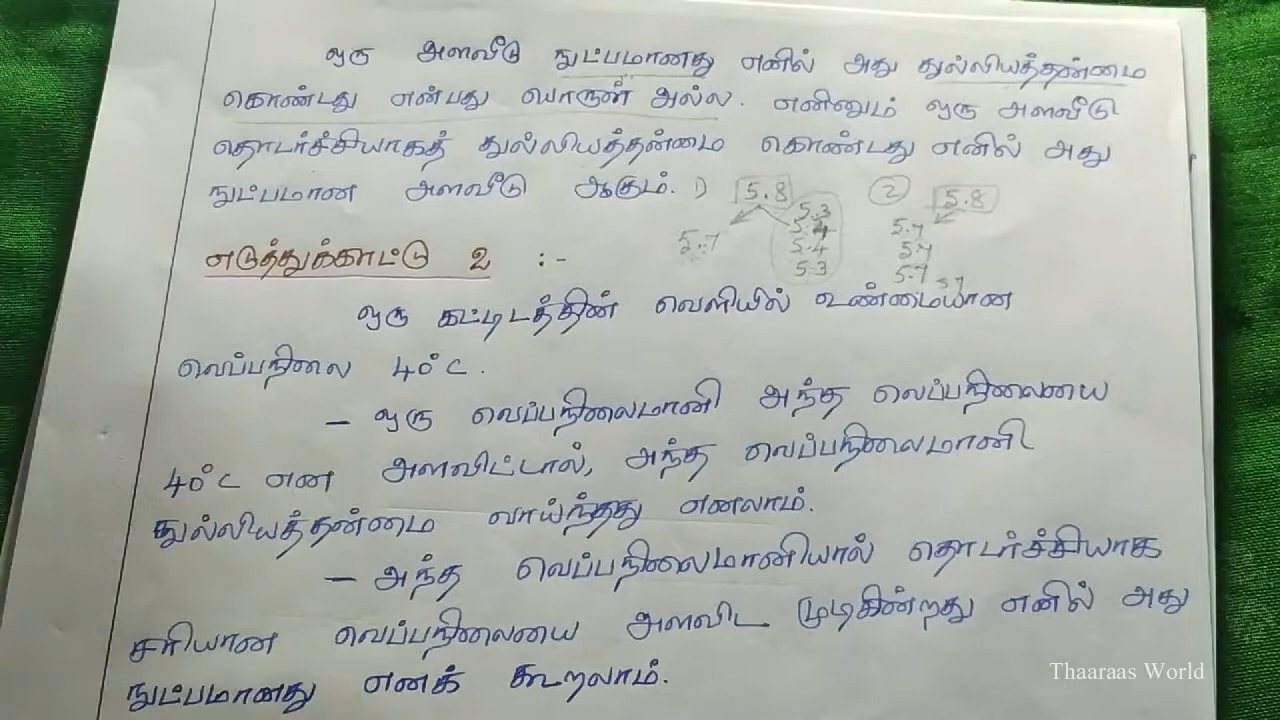 ஒரு அளவீடு நுட்பமானது எனில் அது துல்லியத்தன்மை
கொண்டது என்பது பொருள் அல்ல. எனினும் ஒரு அளவீடு
தொடர்ச்சியாகத் துல்லியத்தன்மை கொண்டது எனில் அது
நுட்பமான அளவீடு ஆகும். 1) 5.8 ② 5.8
5.7 5.3 5.7
5.4 5.7
5.4 5.7 5.7
5.3
எடுத்துக்காட்டு 2 :-
ஒரு கட்டிடத்தின் வெளியில் உண்மையான
வெப்பநிலை 40°C.
– ஒரு வெப்பநிலைமானி அந்த வெப்பநிலையை
40°C என அளவிட்டால், அந்த வெப்பநிலைமானி
துல்லியத்தன்மை வாய்ந்தது எனலாம்.
– அந்த வெப்பநிலைமானியால் தொடர்ச்சியாக
சரியான வெப்பநிலையை அளவிட முடிகின்றது எனில் அது
நுட்பமானது எனக் கூறலாம்.
Thaaraas World